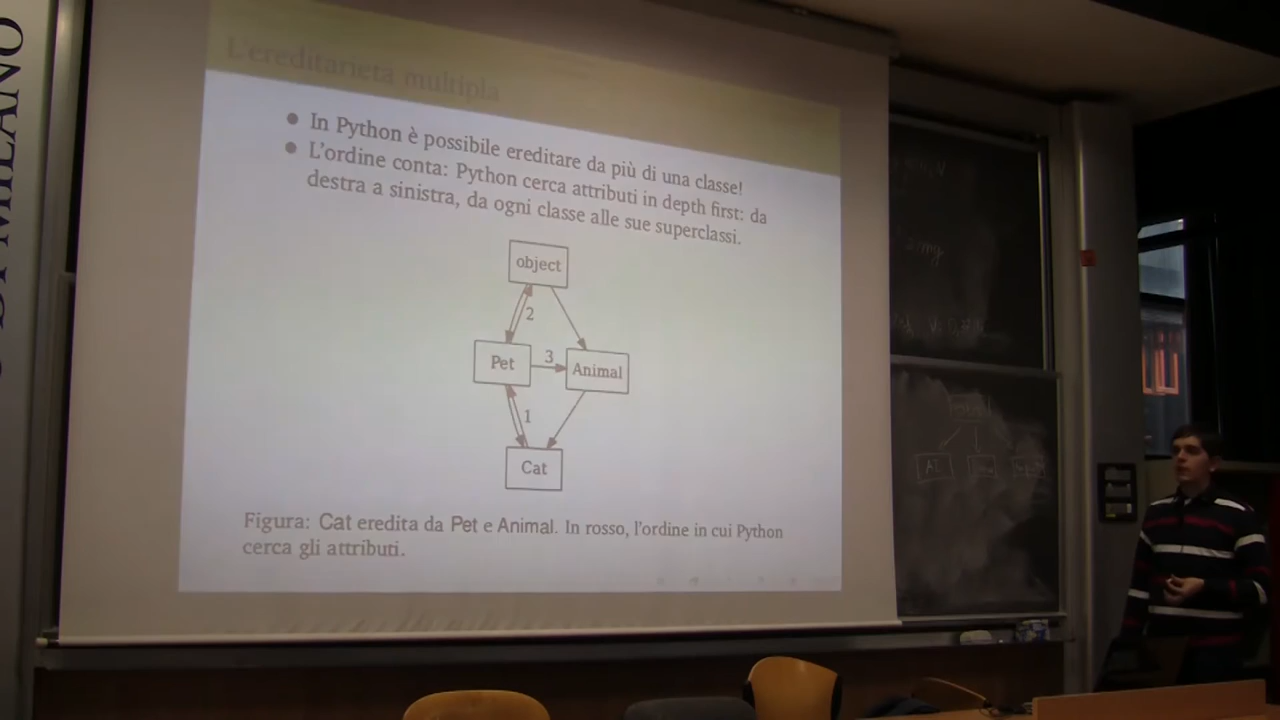 MILANO
L'ereditarietà multipla
In Python è possibile ereditare da più di una classe!
L'ordine conta: Python cerca attributi in depth first: da
destra a sinistra, da ogni classe alle sue superclassi.
object
2
Pet
3
Animal
1
Cat
Figura: Cat eredita da Pet e Animal. In rosso, l'ordine in cui Python
cerca gli attributi.